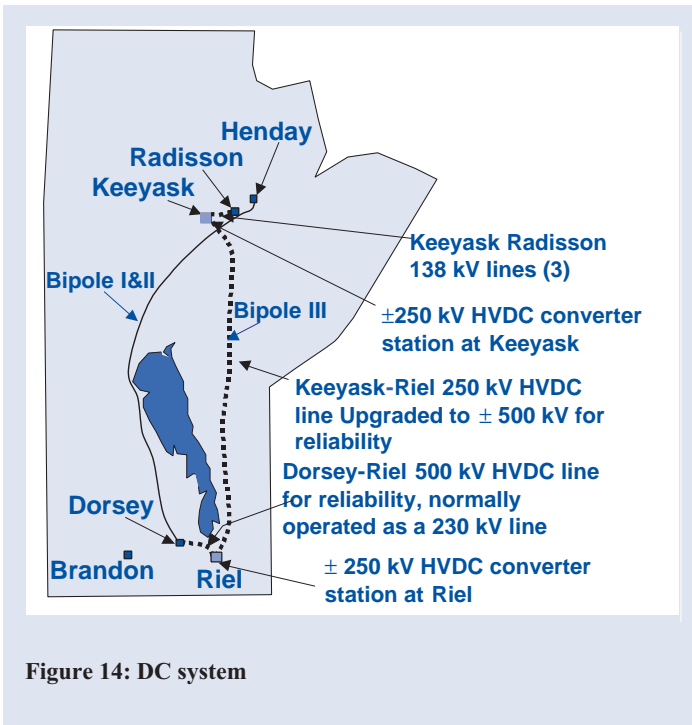 Henday
Radisson
Keeyask
Keeyask Radisson
138 kV lines (3)
Bipole I&II
Bipole III
±250 kV HVDC converter
station at Keeyask
Keeyask-Riel 250 kV HVDC
line Upgraded to ± 500 kV for
reliability
Dorsey-Riel 500 kV HVDC line
for reliability, normally
operated as a 230 kV line
Dorsey
Brandon
Riel
± 250 kV HVDC converter
station at Riel
Figure 14: DC system